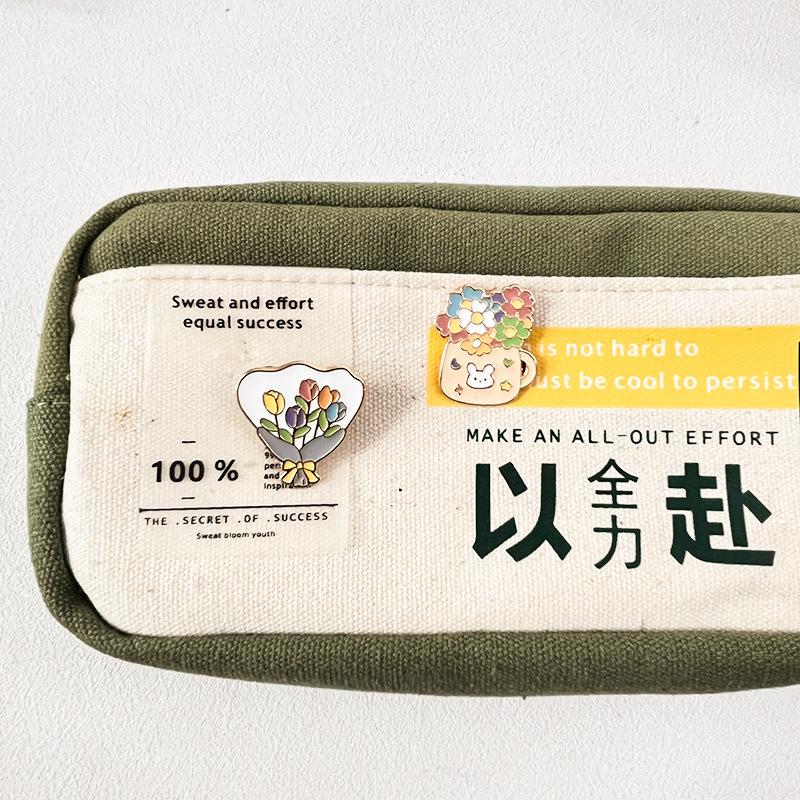 Sweat and effort
equal success
100 %
and
THE .SECRET .OF .SUCCESS
Sweat bloom youth
is not hard to
ust be cool to persist
MAKE AN ALL-OUT EFFORT
以全力赴